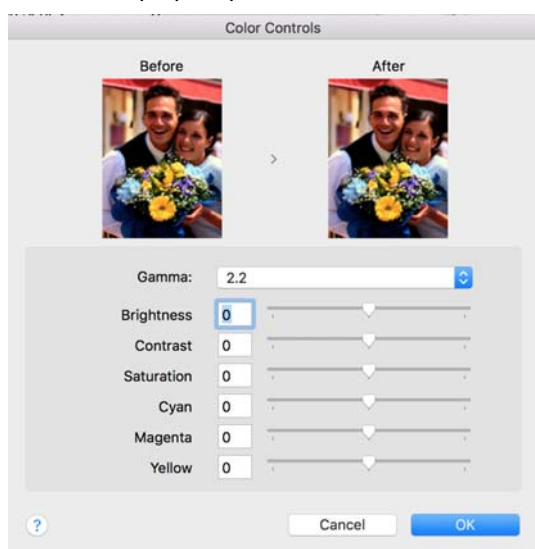 Color Controls
Before
After
>
Gamma: 2.2
Brightness 0
Contrast 0
Saturation 0
Cyan 0
Magenta 0
Yellow 0
? Cancel OK